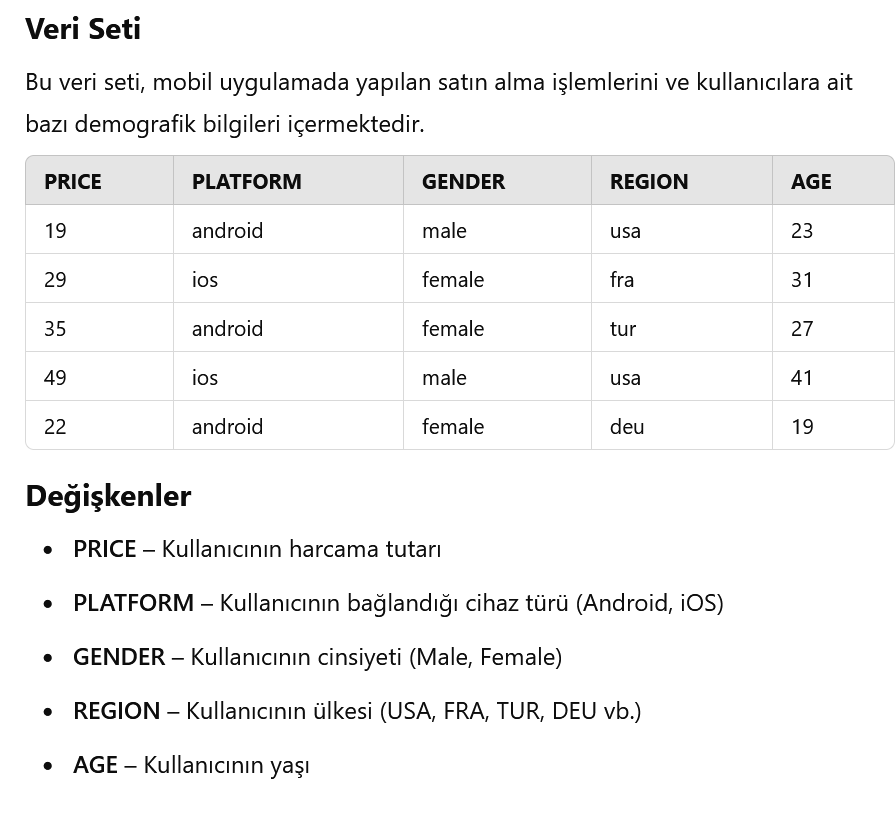 Veri Seti
Bu veri seti, mobil uygulamada yapılan satın alma işlemlerini ve kullanıcılara ait
bazı demografik bilgileri içermektedir.
PRICE PLATFORM GENDER REGION AGE
19 android male usa 23
29 ios female fra 31
35 android female tur 27
49 ios male usa 41
22 android female deu 19
Değişkenler
• PRICE – Kullanıcının harcama tutarı
• PLATFORM – Kullanıcının bağlandığı cihaz türü (Android, iOS)
• GENDER – Kullanıcının cinsiyeti (Male, Female)
• REGION – Kullanıcının ülkesi (USA, FRA, TUR, DEU vb.)
• AGE – Kullanıcının yaşı